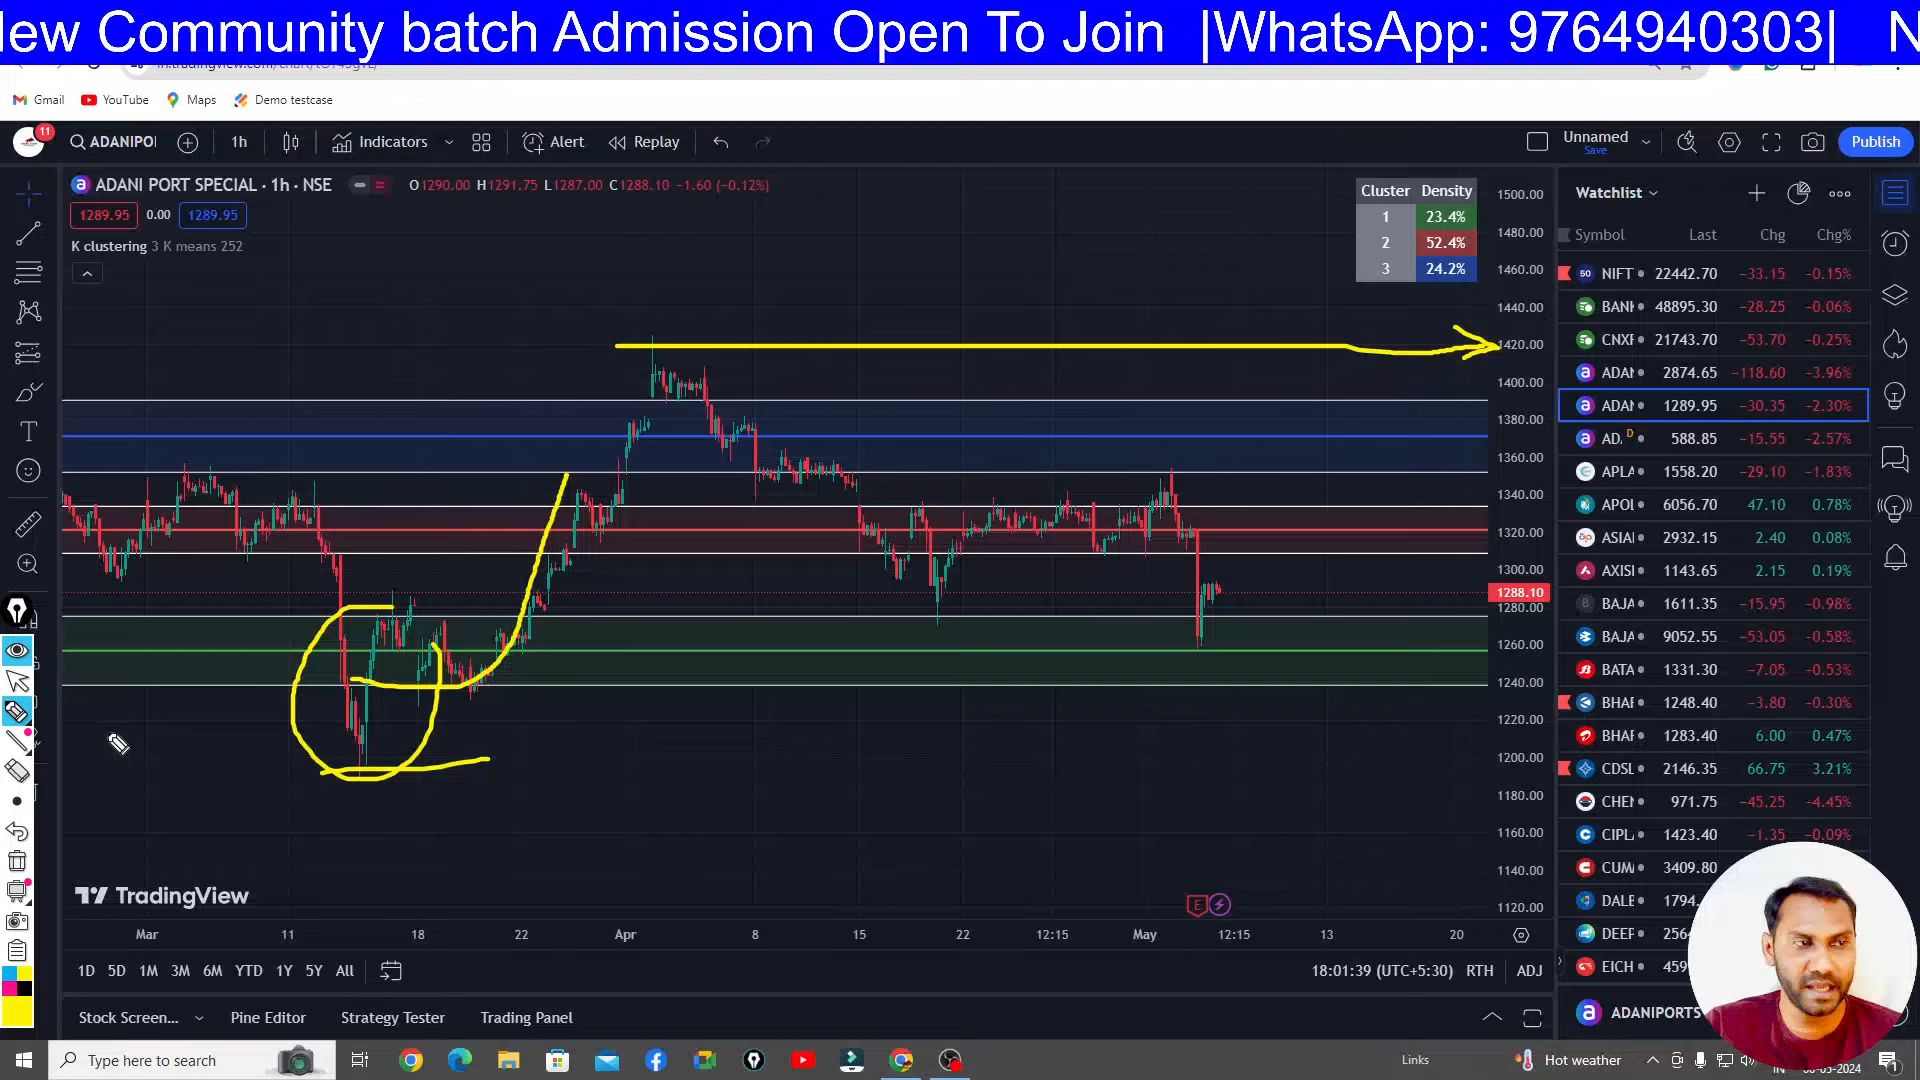 New Community batch Admission Open To Join |WhatsApp: 9764940303| N
Gmail YouTube Maps Demo testcase
11 ADANIPOI 1h Indicators Alert Replay Unnamed Save Publish
ADANI PORT SPECIAL · 1h · NSE O1290.00 H1291.75 L1287.00 C1288.10 −1.60 (−0.12%)
1289.95 0.00 1289.95
K clustering 3 K means 252
Cluster Density
1 23.4%
2 52.4%
3 24.2%
1500.00
1480.00
1460.00
1440.00
1420.00
1400.00
1380.00
1360.00
1340.00
1320.00
1300.00
1288.10
1280.00
1260.00
1240.00
1220.00
1200.00
1180.00
1160.00
1140.00
1120.00
TradingView
E
Mar 11 18 22 Apr 8 15 22 12:15 May 12:15 13 20
1D 5D 1M 3M 6M YTD 1Y 5Y All 18:01:39 (UTC+5:30) RTH ADJ
Stock Screen... Pine Editor Strategy Tester Trading Panel
Watchlist
Symbol Last Chg Chg%
50 NIFT 22442.70 −33.15 −0.15%
BANK 48895.30 −28.25 −0.06%
CNXF 21743.70 −53.70 −0.25%
ADAN 2874.65 −118.60 −3.96%
ADAN 1289.95 −30.35 −2.30%
AD. D 588.85 −15.55 −2.57%
APLA 1558.20 −29.10 −1.83%
APOL 6056.70 47.10 0.78%
ASIAI 2932.15 2.40 0.08%
AXISI 1143.65 2.15 0.19%
BAJA 1611.35 −15.95 −0.98%
BAJA 9052.55 −53.05 −0.58%
BATA 1331.30 −7.05 −0.53%
BHAF 1248.40 −3.80 −0.30%
BHAF 1283.40 6.00 0.47%
CDSL 2146.35 66.75 3.21%
CHEM 971.75 −45.25 −4.45%
CIPL 1423.40 −1.35 −0.09%
CUM 3409.80
DALB 1794.
DEEP 256
EICH 459
ADANIPORTS
Type here to search Links Hot weather IN